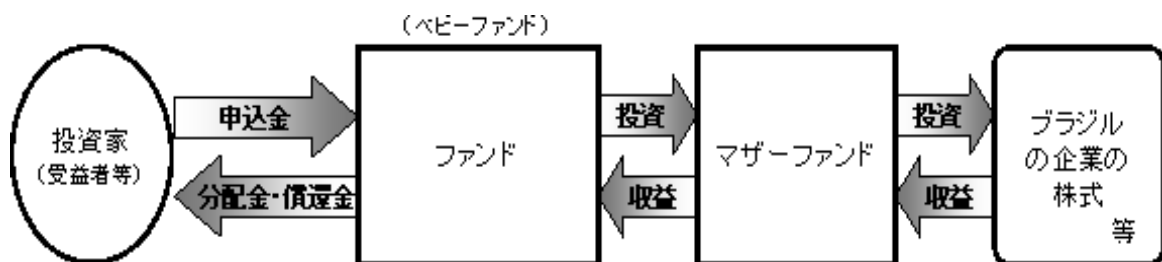 (ベビーファンド)
投資家
(受益者等)
申込金
分配金・償還金
ファンド
投資
収益
マザーファンド
投資
収益
ブラジル
の企業の
株式
等